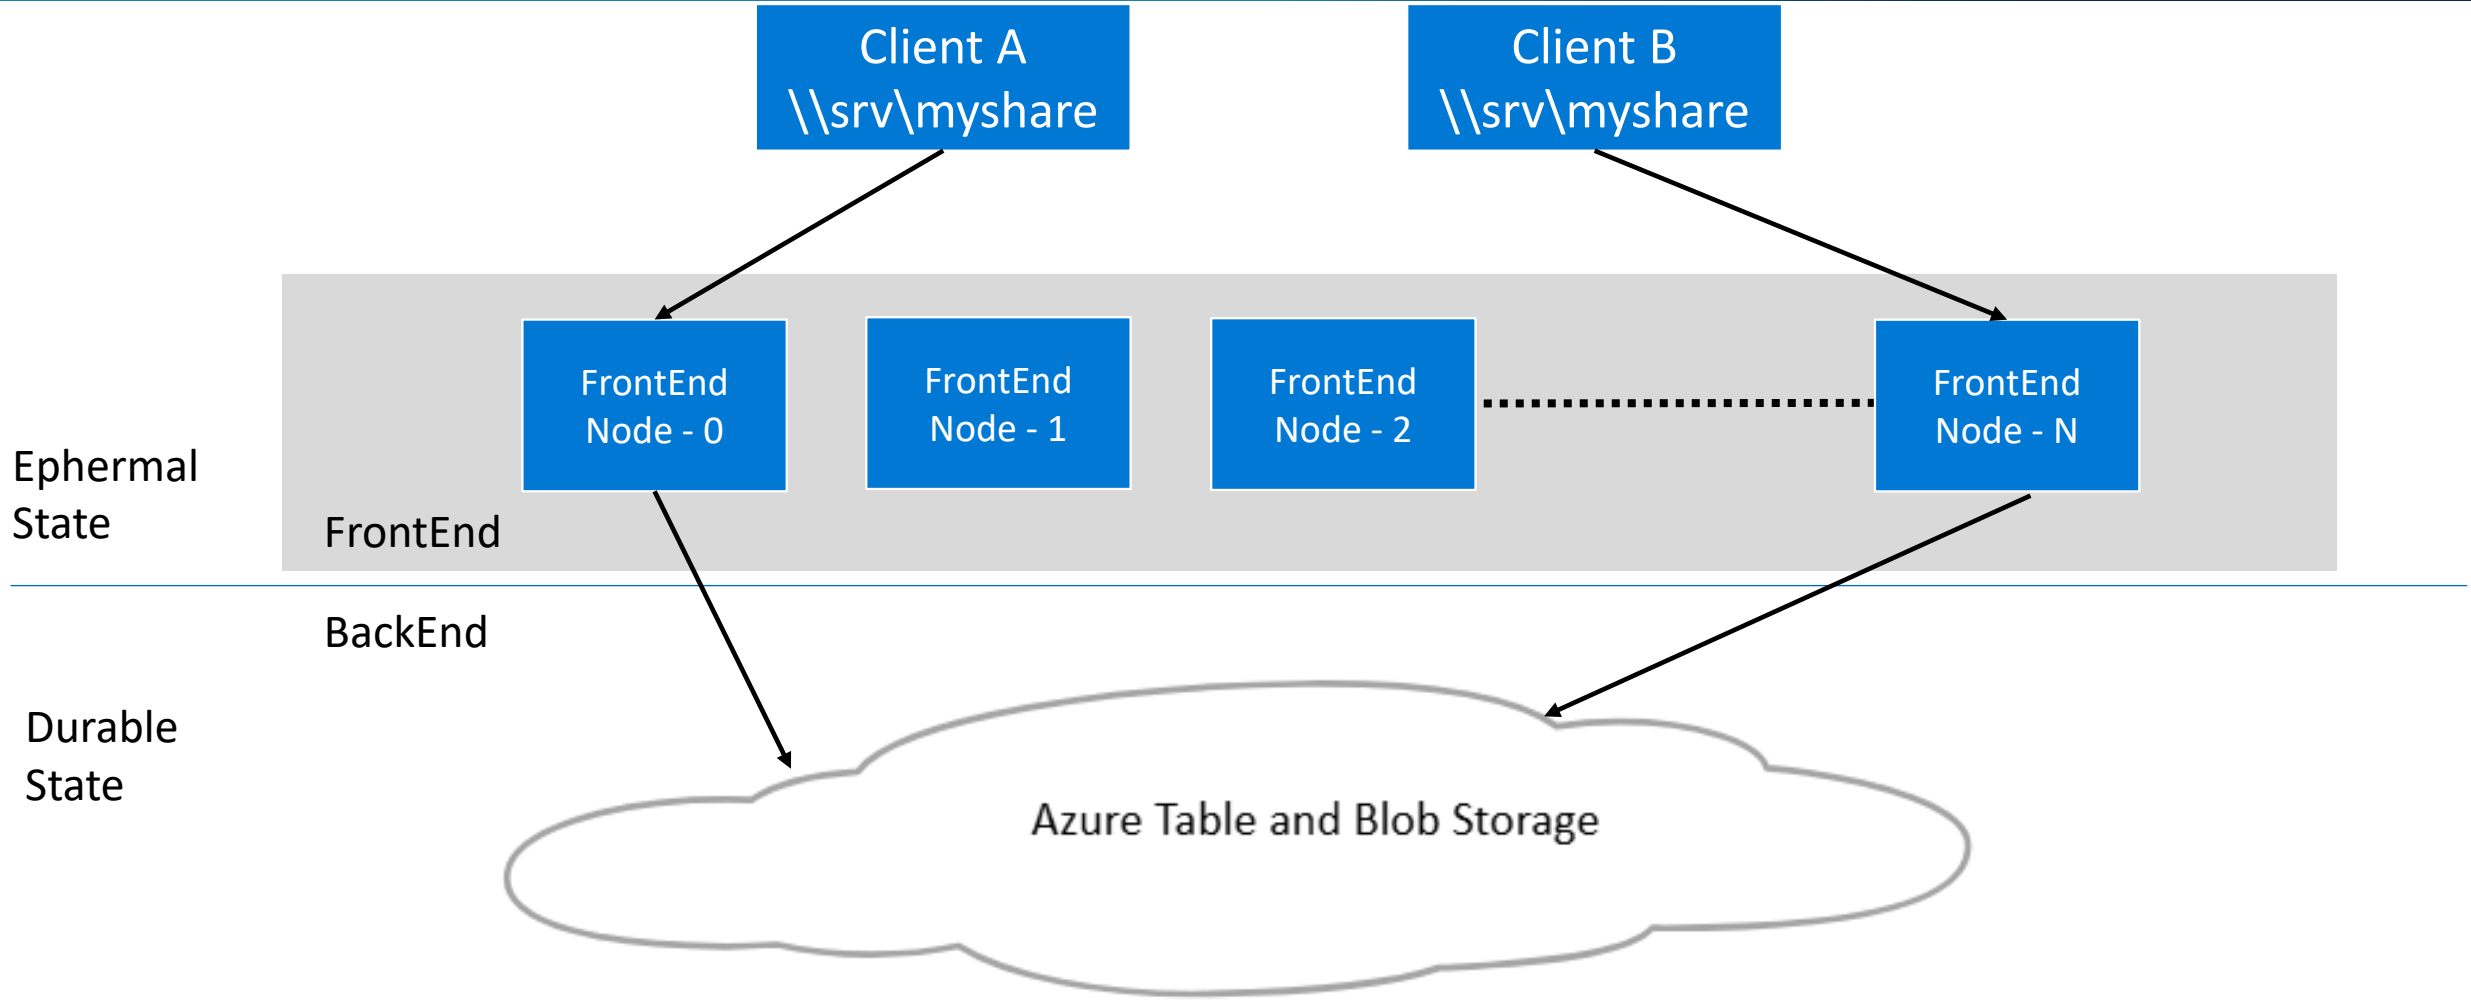 Client A
\\srv\myshare
Client B
\\srv\myshare
FrontEnd
Node - 0
FrontEnd
Node - 1
FrontEnd
Node - 2
FrontEnd
Node - N
Ephermal
State
FrontEnd
BackEnd
Durable
State
Azure Table and Blob Storage